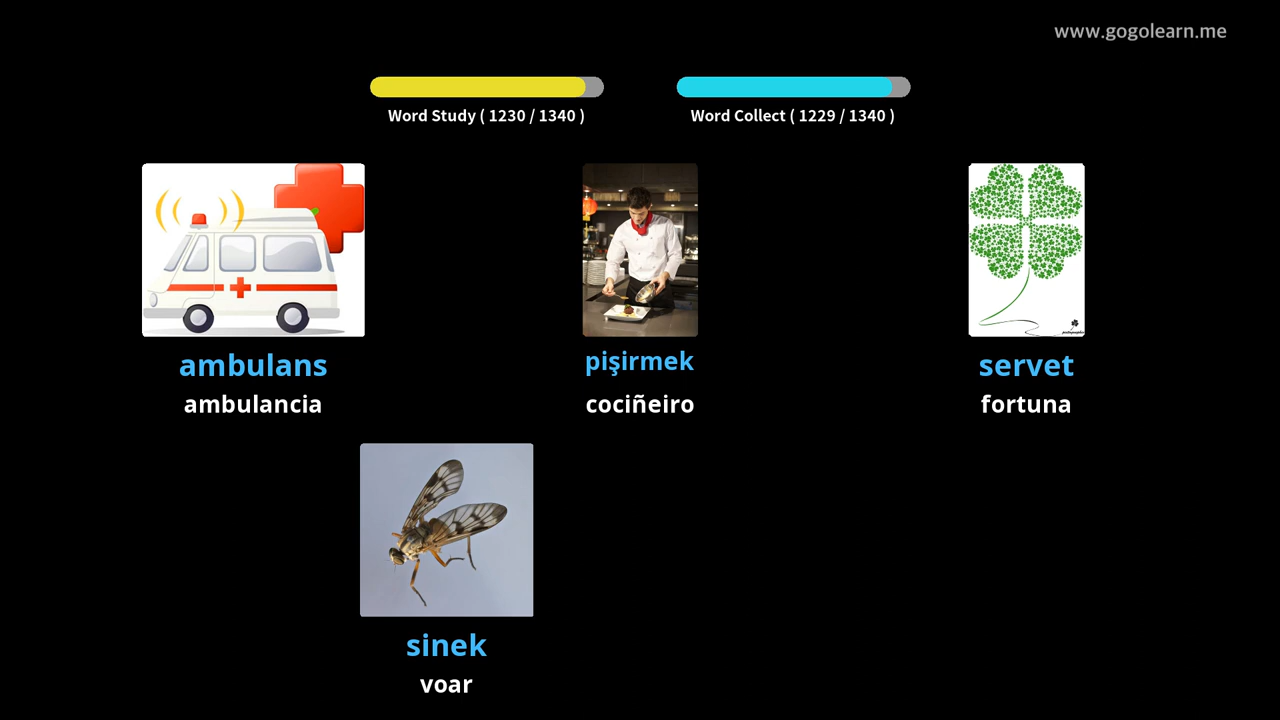 www.gogolearn.me
Word Study ( 1230 / 1340 )
Word Collect ( 1229 / 1340 )
ambulans
ambulancia
pişirmek
cociñeiro
servet
fortuna
sinek
voar